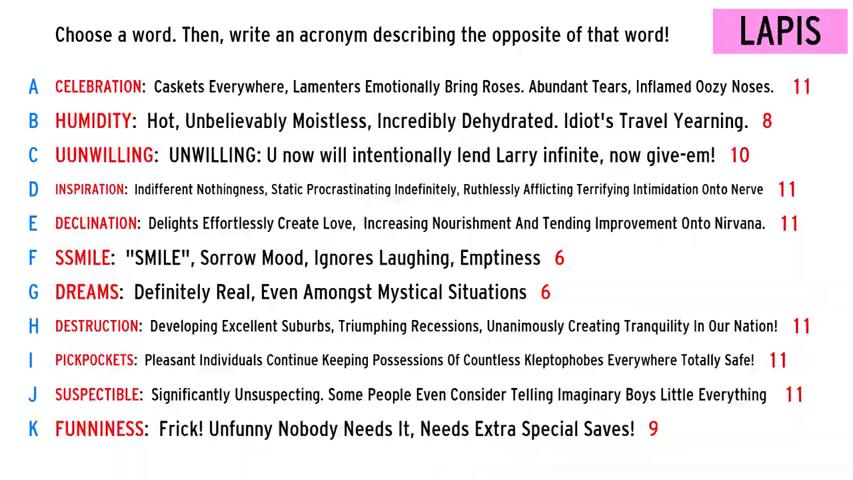 Choose a word. Then, write an acronym describing the opposite of that word!
LAPIS
A CELEBRATION: Caskets Everywhere, Lamenters Emotionally Bring Roses. Abundant Tears, Inflamed Oozy Noses. 11
B HUMIDITY: Hot, Unbelievably Moistless, Incredibly Dehydrated. Idiot's Travel Yearning. 8
C UUNWILLING: UNWILLING: U now will intentionally lend Larry infinite, now give-em! 10
D INSPIRATION: Indifferent Nothingness, Static Procrastinating Indefinitely, Ruthlessly Afflicting Terrifying Intimidation Onto Nerve 11
E DECLINATION: Delights Effortlessly Create Love, Increasing Nourishment And Tending Improvement Onto Nirvana. 11
F SSMILE: "SMILE", Sorrow Mood, Ignores Laughing, Emptiness 6
G DREAMS: Definitely Real, Even Amongst Mystical Situations 6
H DESTRUCTION: Developing Excellent Suburbs, Triumphing Recessions, Unanimously Creating Tranquility In Our Nation! 11
I PICKPOCKETS: Pleasant Individuals Continue Keeping Possessions Of Countless Kleptophobes Everywhere Totally Safe! 11
J SUSPECTIBLE: Significantly Unsuspecting. Some People Even Consider Telling Imaginary Boys Little Everything 11
K FUNNINESS: Frick! Unfunny Nobody Needs It, Needs Extra Special Saves! 9